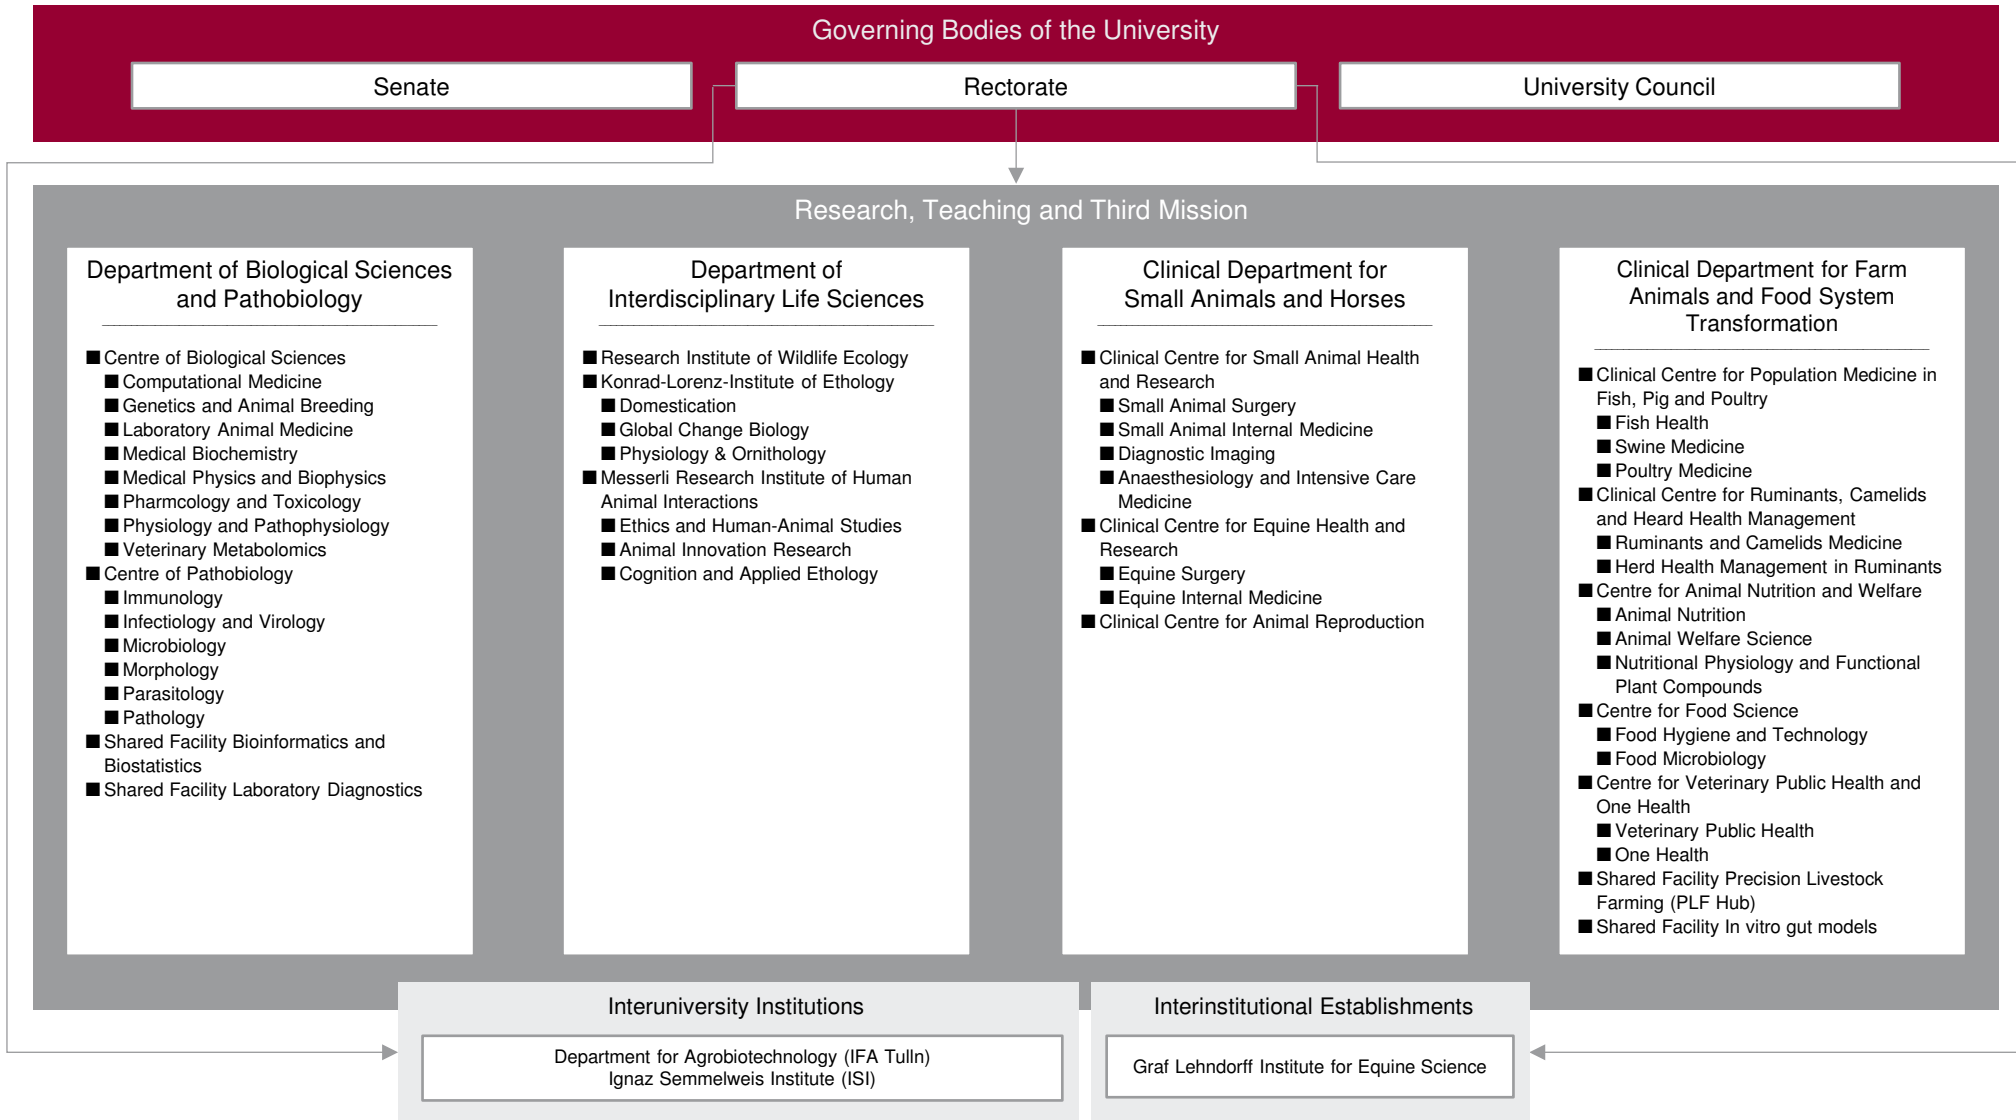 Governing Bodies of the University
Senate
Rectorate
University Council
Research, Teaching and Third Mission
Department of Biological Sciences
and Pathobiology
■ Centre of Biological Sciences
■ Computational Medicine
■ Genetics and Animal Breeding
■ Laboratory Animal Medicine
■ Medical Biochemistry
■ Medical Physics and Biophysics
■ Pharmcology and Toxicology
■ Physiology and Pathophysiology
■ Veterinary Metabolomics
■ Centre of Pathobiology
■ Immunology
■ Infectiology and Virology
■ Microbiology
■ Morphology
■ Parasitology
■ Pathology
■ Shared Facility Bioinformatics and
Biostatistics
■ Shared Facility Laboratory Diagnostics
Department of
Interdisciplinary Life Sciences
■ Research Institute of Wildlife Ecology
■ Konrad-Lorenz-Institute of Ethology
■ Domestication
■ Global Change Biology
■ Physiology & Ornithology
■ Messerli Research Institute of Human
Animal Interactions
■ Ethics and Human-Animal Studies
■ Animal Innovation Research
■ Cognition and Applied Ethology
Clinical Department for
Small Animals and Horses
■ Clinical Centre for Small Animal Health
and Research
■ Small Animal Surgery
■ Small Animal Internal Medicine
■ Diagnostic Imaging
■ Anaesthesiology and Intensive Care
Medicine
■ Clinical Centre for Equine Health and
Research
■ Equine Surgery
■ Equine Internal Medicine
■ Clinical Centre for Animal Reproduction
Clinical Department for Farm
Animals and Food System
Transformation
■ Clinical Centre for Population Medicine in
Fish, Pig and Poultry
■ Fish Health
■ Swine Medicine
■ Poultry Medicine
■ Clinical Centre for Ruminants, Camelids
and Heard Health Management
■ Ruminants and Camelids Medicine
■ Herd Health Management in Ruminants
■ Centre for Animal Nutrition and Welfare
■ Animal Nutrition
■ Animal Welfare Science
■ Nutritional Physiology and Functional
Plant Compounds
■ Centre for Food Science
■ Food Hygiene and Technology
■ Food Microbiology
■ Centre for Veterinary Public Health and
One Health
■ Veterinary Public Health
■ One Health
■ Shared Facility Precision Livestock
Farming (PLF Hub)
■ Shared Facility In vitro gut models
Interuniversity Institutions
Department for Agrobiotechnology (IFA Tulln)
Ignaz Semmelweis Institute (ISI)
Interinstitutional Establishments
Graf Lehndorff Institute for Equine Science